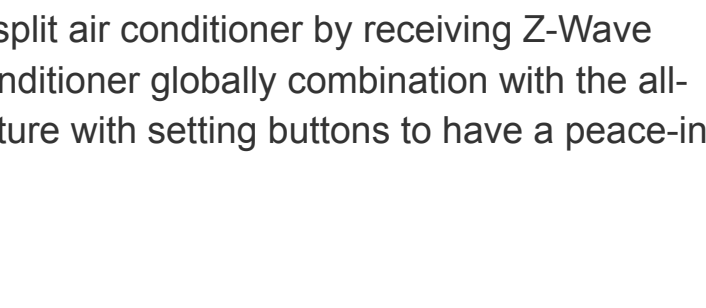 split air conditioner by receiving Z-Wave
nditioner globally combination with the all-
ture with setting buttons to have a peace-in